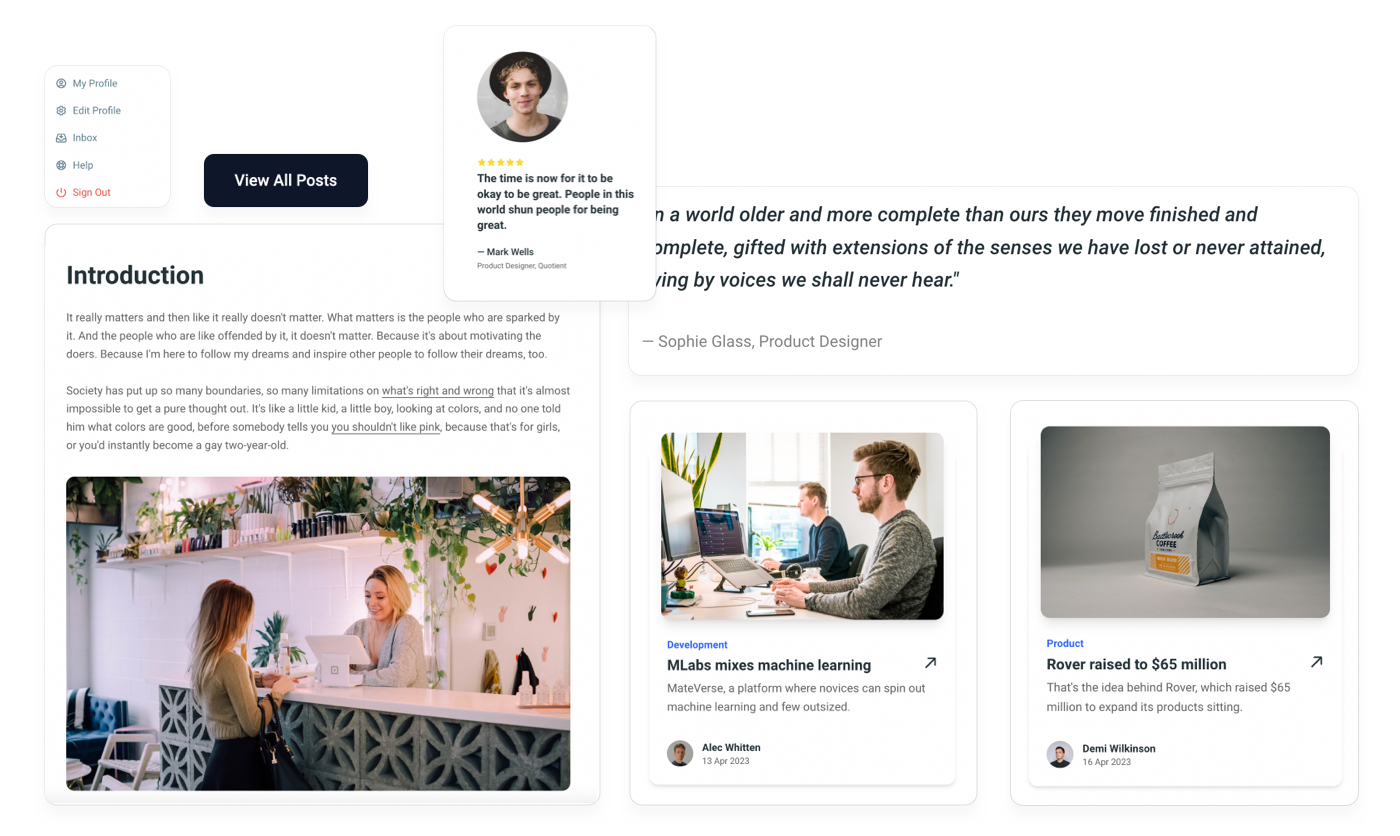 My Profile
Edit Profile
Inbox
Help
Sign Out
View All Posts
The time is now for it to be
okay to be great. People in this
world shun people for being
great.
— Mark Wells
Product Designer, Quotient
a world older and more complete than ours they move finished and
gifted with extensions of the senses we have lost or never attained,
by voices we shall never hear."
— Sophie Glass, Product Designer
Introduction
It really matters and then like it really doesn't matter. What matters is the people who are sparked by
it. And the people who are like offended by it, it doesn't matter. Because it's about motivating the
doers. Because I'm here to follow my dreams and inspire other people to follow their dreams, too.
Society has put up so many boundaries, so many limitations on what's right and wrong that it's almost
impossible to get a pure thought out. It's like a little kid, a little boy, looking at colors, and no one told
him what colors are good, before somebody tells you you shouldn't like pink, because that's for girls,
or you'd instantly become a gay two-year-old.
Development
MLabs mixes machine learning
MateVerse, a platform where novices can spin out
machine learning and few outsized.
Alec Whitten
13 Apr 2023
COFFEE
Product
Rover raised to $65 million
That's the idea behind Rover, which raised $65
million to expand its products sitting.
Demi Wilkinson
16 Apr 2023